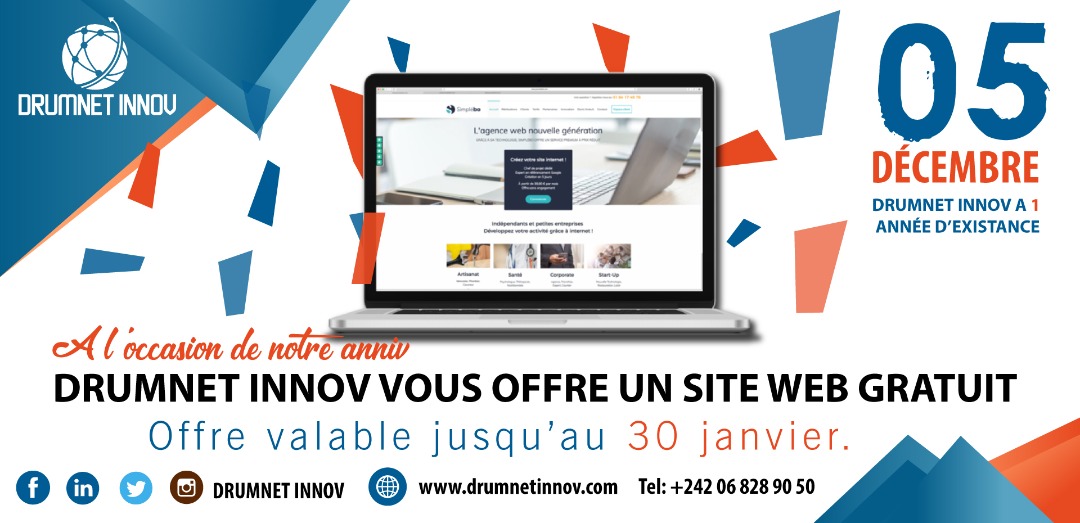 DRUMNET INNOV
05
DÉCEMBRE
DRUMNET INNOV A 1
ANNÉE D'EXISTANCE
Simplébo
L'agence web nouvelle génération
Créez votre site internet !
Indépendants et petites entreprises
Développez votre activité grâce à internet !
Artisanat Santé Corporate Start-Up
A l'occasion de notre anniv
DRUMNET INNOV VOUS OFFRE UN SITE WEB GRATUIT
Offre valable jusqu'au 30 janvier.
DRUMNET INNOV www.drumnetinnov.com Tel: +242 06 828 90 50